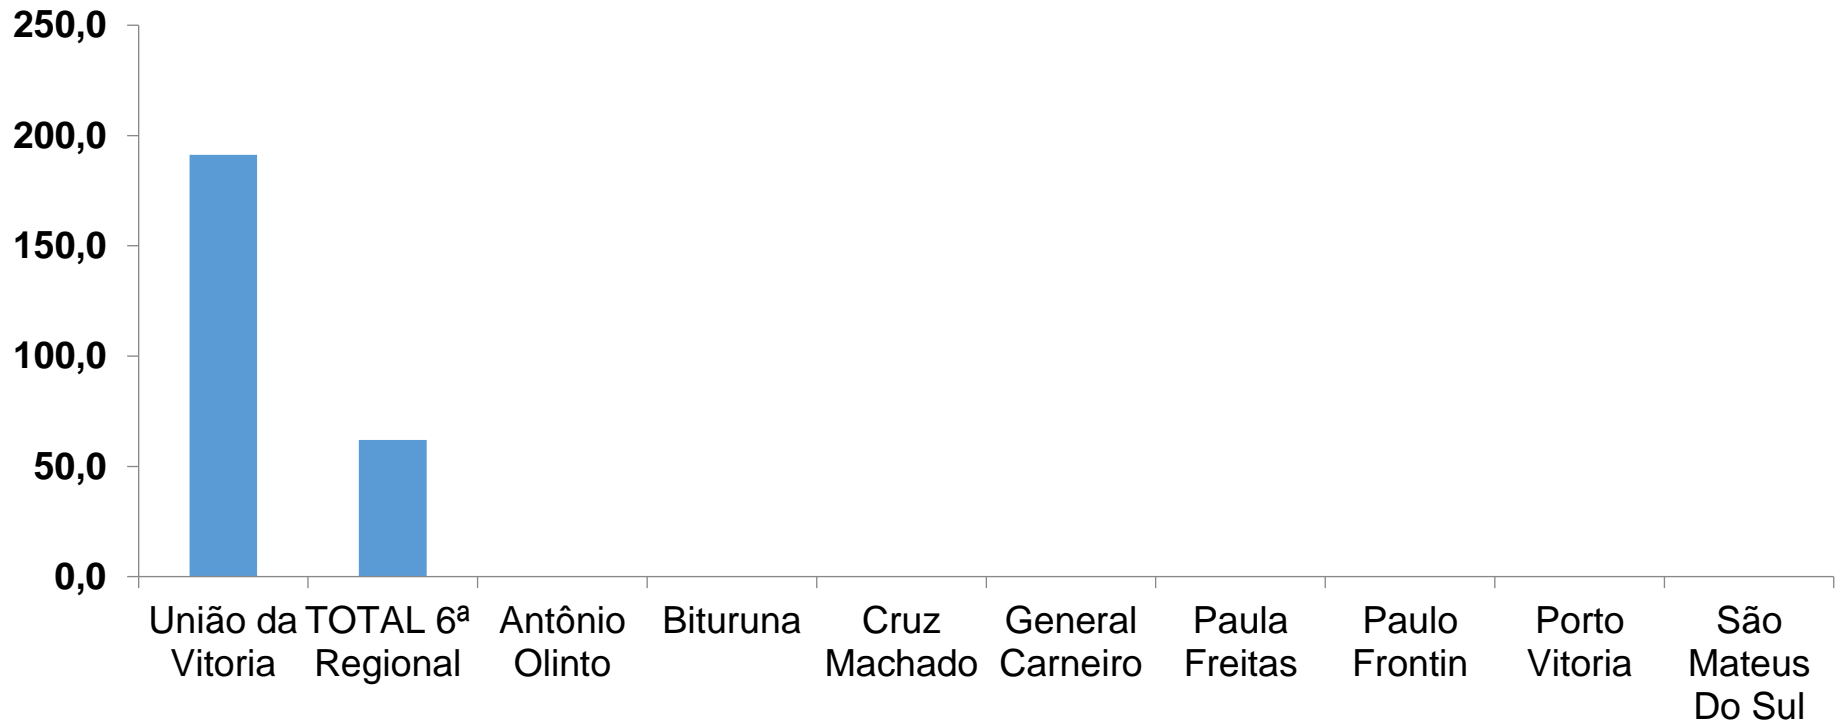 250,0
200,0
150,0
100,0
50,0
0,0
União da Vitoria
TOTAL 6ª Regional
Antônio Olinto
Bituruna
Cruz Machado
General Carneiro
Paula Freitas
Paulo Frontin
Porto Vitoria
São Mateus Do Sul